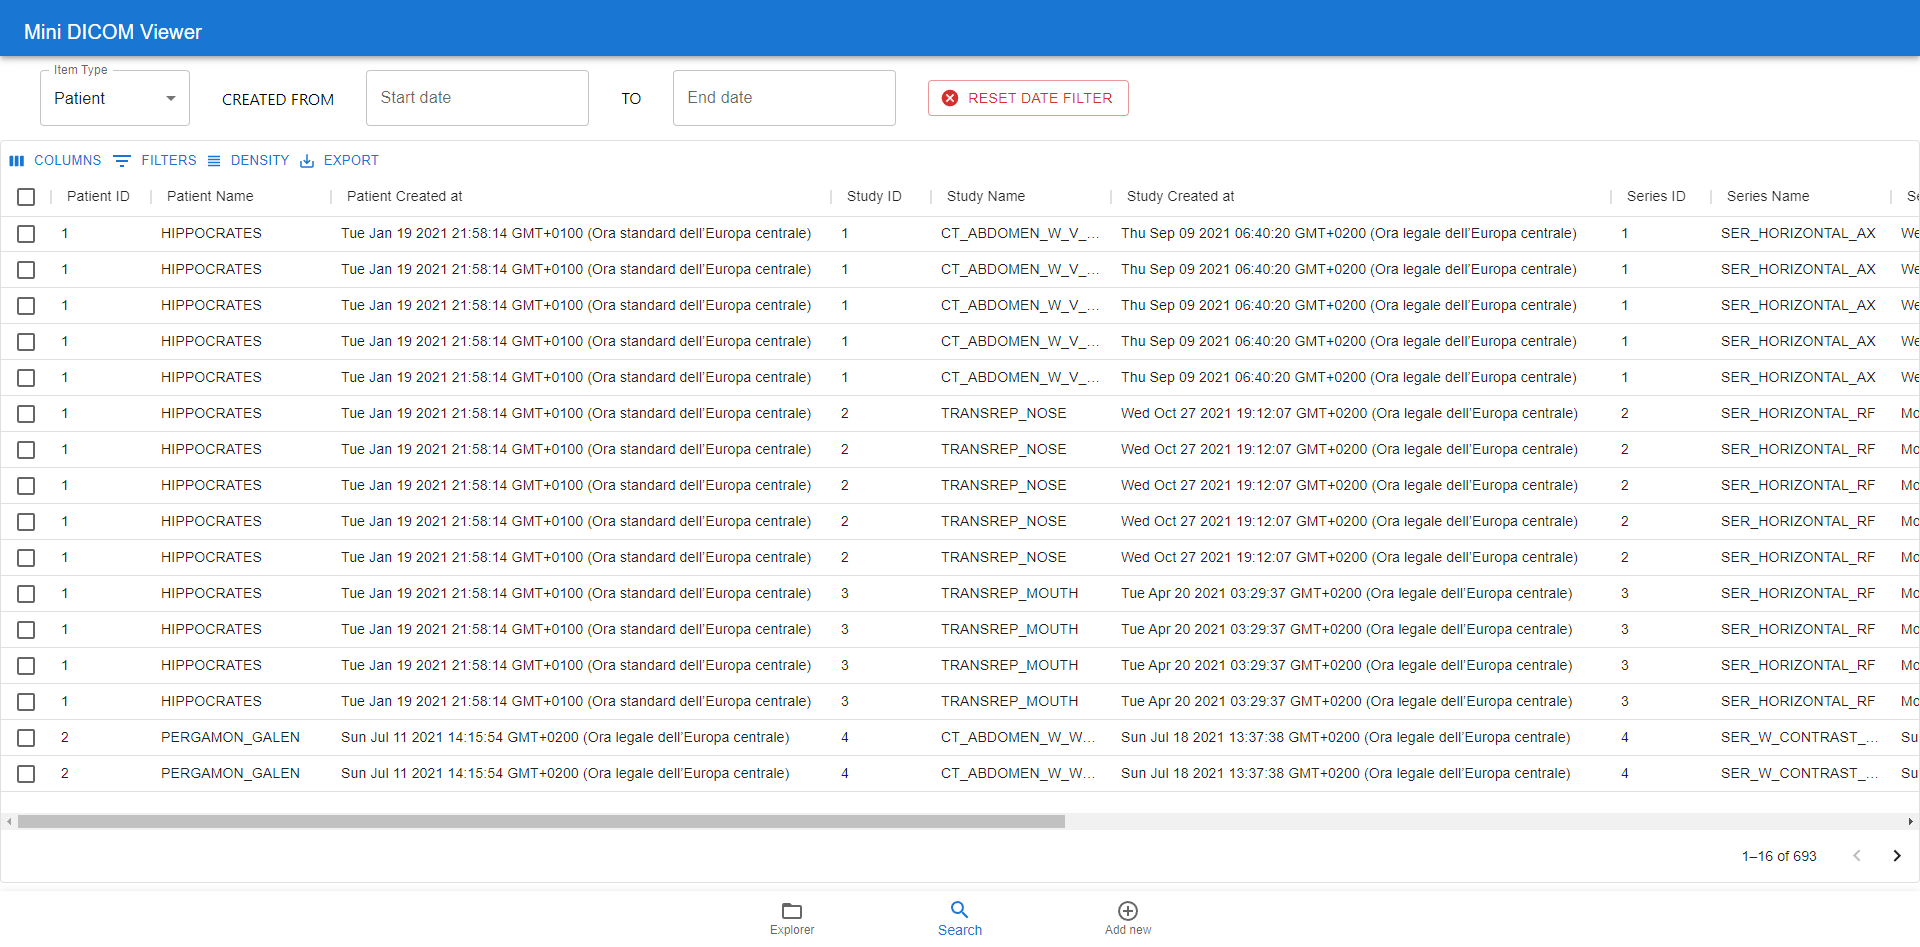 Mini DICOM Viewer
Item Type
Patient CREATED FROM Start date TO End date RESET DATE FILTER
COLUMNS FILTERS DENSITY EXPORT
Patient ID Patient Name Patient Created at Study ID Study Name Study Created at Series ID Series Name Se
1 HIPPOCRATES Tue Jan 19 2021 21:58:14 GMT+0100 (Ora standard dell'Europa centrale) 1 CT_ABDOMEN_W_V_... Thu Sep 09 2021 06:40:20 GMT+0200 (Ora legale dell'Europa centrale) 1 SER_HORIZONTAL_AX We
1 HIPPOCRATES Tue Jan 19 2021 21:58:14 GMT+0100 (Ora standard dell'Europa centrale) 1 CT_ABDOMEN_W_V_... Thu Sep 09 2021 06:40:20 GMT+0200 (Ora legale dell'Europa centrale) 1 SER_HORIZONTAL_AX We
1 HIPPOCRATES Tue Jan 19 2021 21:58:14 GMT+0100 (Ora standard dell'Europa centrale) 1 CT_ABDOMEN_W_V_... Thu Sep 09 2021 06:40:20 GMT+0200 (Ora legale dell'Europa centrale) 1 SER_HORIZONTAL_AX We
1 HIPPOCRATES Tue Jan 19 2021 21:58:14 GMT+0100 (Ora standard dell'Europa centrale) 1 CT_ABDOMEN_W_V_... Thu Sep 09 2021 06:40:20 GMT+0200 (Ora legale dell'Europa centrale) 1 SER_HORIZONTAL_AX We
1 HIPPOCRATES Tue Jan 19 2021 21:58:14 GMT+0100 (Ora standard dell'Europa centrale) 1 CT_ABDOMEN_W_V_... Thu Sep 09 2021 06:40:20 GMT+0200 (Ora legale dell'Europa centrale) 1 SER_HORIZONTAL_AX We
1 HIPPOCRATES Tue Jan 19 2021 21:58:14 GMT+0100 (Ora standard dell'Europa centrale) 2 TRANSREP_NOSE Wed Oct 27 2021 19:12:07 GMT+0200 (Ora legale dell'Europa centrale) 2 SER_HORIZONTAL_RF Mo
1 HIPPOCRATES Tue Jan 19 2021 21:58:14 GMT+0100 (Ora standard dell'Europa centrale) 2 TRANSREP_NOSE Wed Oct 27 2021 19:12:07 GMT+0200 (Ora legale dell'Europa centrale) 2 SER_HORIZONTAL_RF Mo
1 HIPPOCRATES Tue Jan 19 2021 21:58:14 GMT+0100 (Ora standard dell'Europa centrale) 2 TRANSREP_NOSE Wed Oct 27 2021 19:12:07 GMT+0200 (Ora legale dell'Europa centrale) 2 SER_HORIZONTAL_RF Mo
1 HIPPOCRATES Tue Jan 19 2021 21:58:14 GMT+0100 (Ora standard dell'Europa centrale) 2 TRANSREP_NOSE Wed Oct 27 2021 19:12:07 GMT+0200 (Ora legale dell'Europa centrale) 2 SER_HORIZONTAL_RF Mo
1 HIPPOCRATES Tue Jan 19 2021 21:58:14 GMT+0100 (Ora standard dell'Europa centrale) 2 TRANSREP_NOSE Wed Oct 27 2021 19:12:07 GMT+0200 (Ora legale dell'Europa centrale) 2 SER_HORIZONTAL_RF Mo
1 HIPPOCRATES Tue Jan 19 2021 21:58:14 GMT+0100 (Ora standard dell'Europa centrale) 3 TRANSREP_MOUTH Tue Apr 20 2021 03:29:37 GMT+0200 (Ora legale dell'Europa centrale) 3 SER_HORIZONTAL_RF Mo
1 HIPPOCRATES Tue Jan 19 2021 21:58:14 GMT+0100 (Ora standard dell'Europa centrale) 3 TRANSREP_MOUTH Tue Apr 20 2021 03:29:37 GMT+0200 (Ora legale dell'Europa centrale) 3 SER_HORIZONTAL_RF Mo
1 HIPPOCRATES Tue Jan 19 2021 21:58:14 GMT+0100 (Ora standard dell'Europa centrale) 3 TRANSREP_MOUTH Tue Apr 20 2021 03:29:37 GMT+0200 (Ora legale dell'Europa centrale) 3 SER_HORIZONTAL_RF Mo
1 HIPPOCRATES Tue Jan 19 2021 21:58:14 GMT+0100 (Ora standard dell'Europa centrale) 3 TRANSREP_MOUTH Tue Apr 20 2021 03:29:37 GMT+0200 (Ora legale dell'Europa centrale) 3 SER_HORIZONTAL_RF Mo
2 PERGAMON_GALEN Sun Jul 11 2021 14:15:54 GMT+0200 (Ora legale dell'Europa centrale) 4 CT_ABDOMEN_W_W... Sun Jul 18 2021 13:37:38 GMT+0200 (Ora legale dell'Europa centrale) 4 SER_W_CONTRAST_... Su
2 PERGAMON_GALEN Sun Jul 11 2021 14:15:54 GMT+0200 (Ora legale dell'Europa centrale) 4 CT_ABDOMEN_W_W... Sun Jul 18 2021 13:37:38 GMT+0200 (Ora legale dell'Europa centrale) 4 SER_W_CONTRAST_... Su
1–16 of 693
Explorer Search Add new